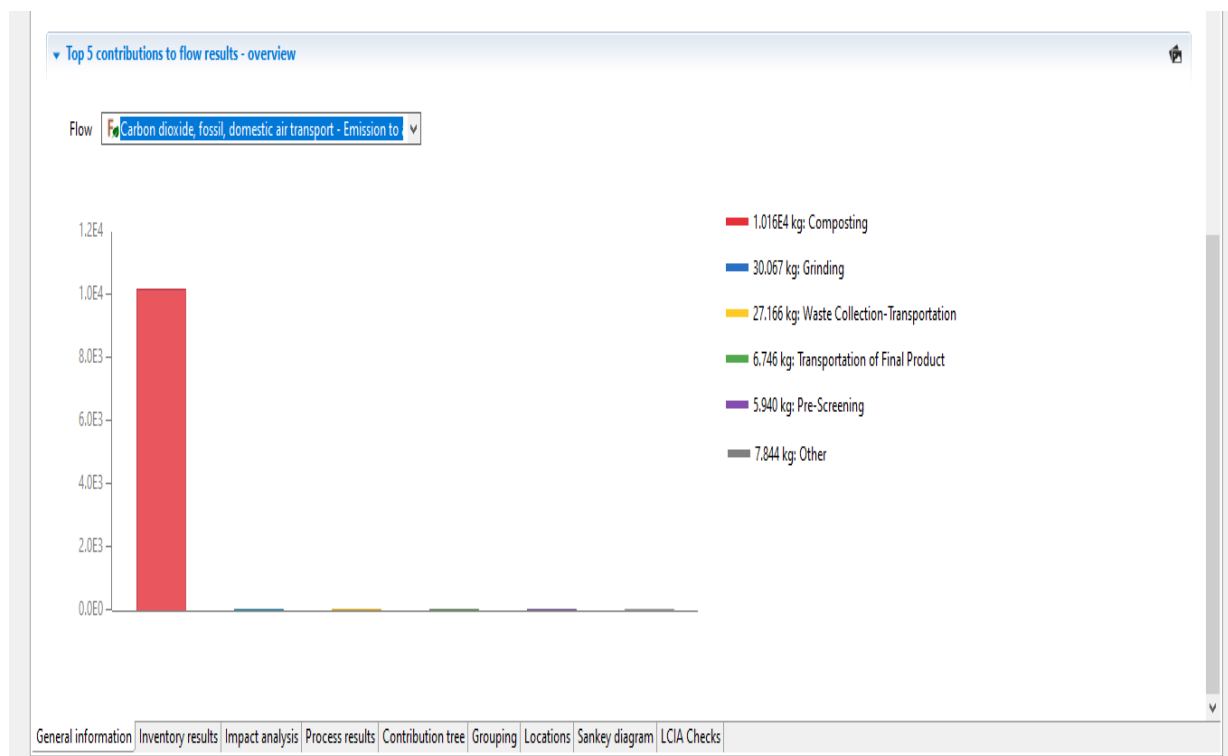 Top 5 contributions to flow results - overview
Flow
Carbon dioxide, fossil, domestic air transport - Emission to
1.2E4
1.0E4
8.0E3
6.0E3
4.0E3
2.0E3
0.0E0
1.016E4 kg: Composting
30.067 kg: Grinding
27.166 kg: Waste Collection-Transportation
6.746 kg: Transportation of Final Product
5.940 kg: Pre-Screening
7.844 kg: Other
General information Inventory results Impact analysis Process results Contribution tree Grouping Locations Sankey diagram LCIA Checks